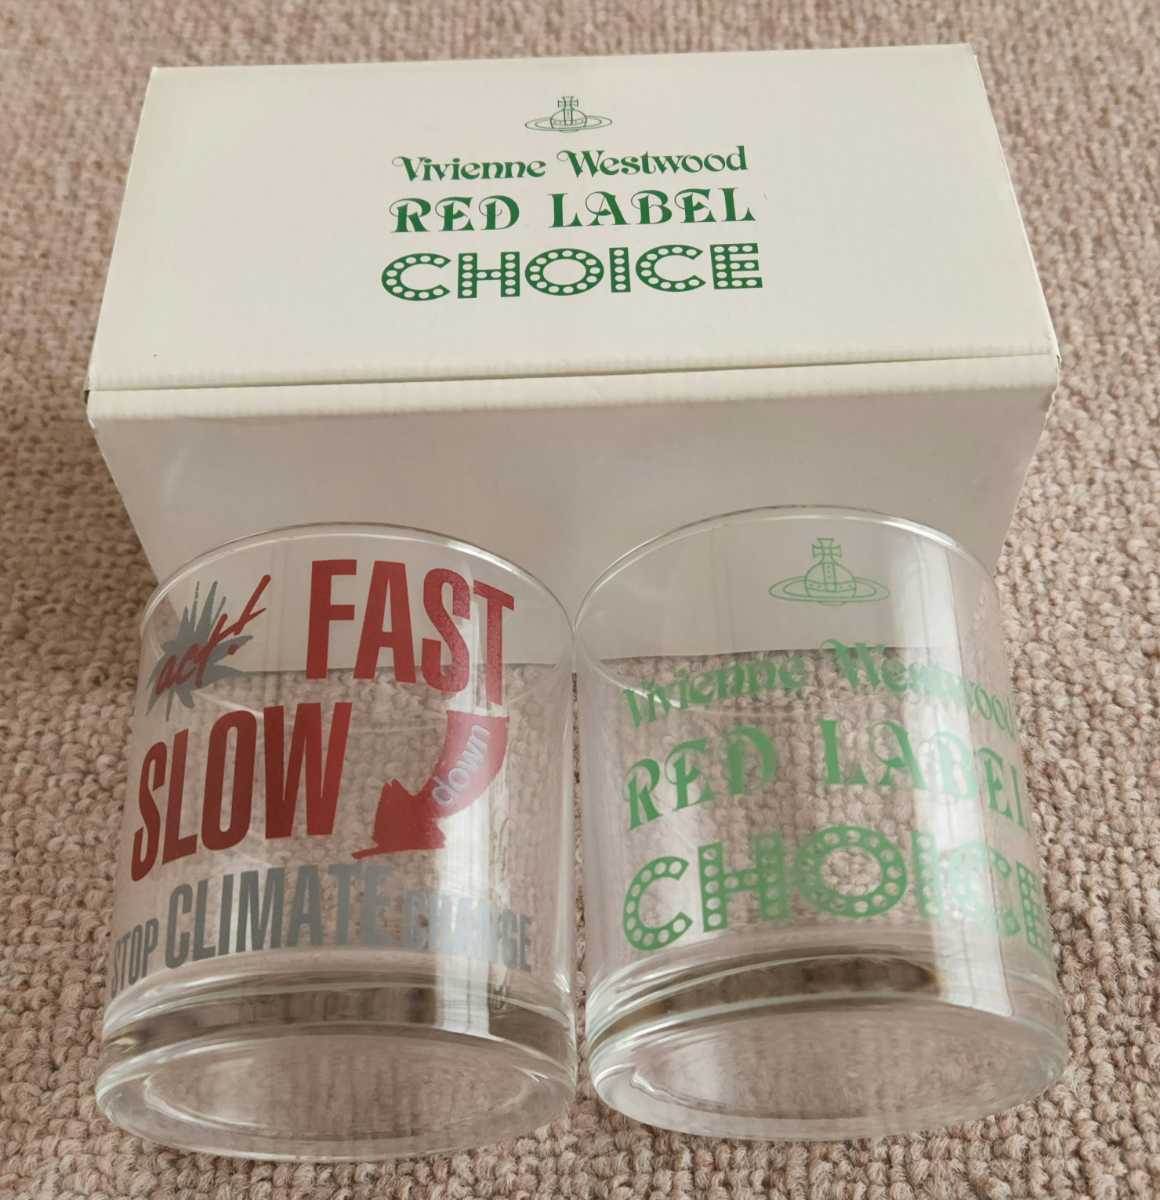 Vivienne Westwood
RED LABEL
CHOICE
act!!
FAST
SLOW
down
STOP CLIMATE CHANGE
Vivienne Westwood
RED LABEL
CHOICE